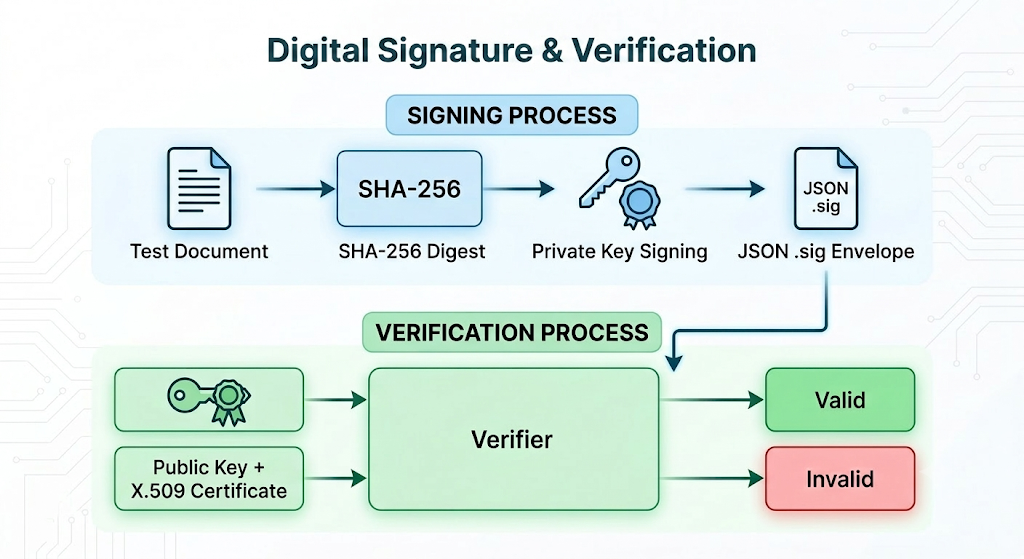 Digital Signature & Verification
SIGNING PROCESS
SHA-256
JSON
.sig
Test Document
SHA-256 Digest
Private Key Signing
JSON .sig Envelope
VERIFICATION PROCESS
Verifier
Valid
Public Key +
X.509 Certificate
Invalid